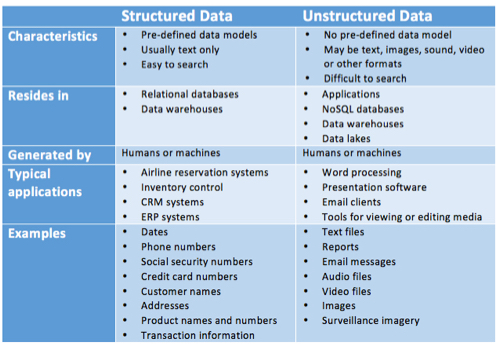 Structured Data Unstructured Data
Characteristics
• Pre-defined data models
• Usually text only
• Easy to search
• No pre-defined data model
• May be text, images, sound, video
or other formats
• Difficult to search
Resides in
• Relational databases
• Data warehouses
• Applications
• NoSQL databases
• Data warehouses
• Data lakes
Generated by
Humans or machines
Humans or machines
Typical
applications
• Airline reservation systems
• Inventory control
• CRM systems
• ERP systems
• Word processing
• Presentation software
• Email clients
• Tools for viewing or editing media
Examples
• Dates
• Phone numbers
• Social security numbers
• Credit card numbers
• Customer names
• Addresses
• Product names and numbers
• Transaction information
• Text files
• Reports
• Email messages
• Audio files
• Video files
• Images
• Surveillance imagery